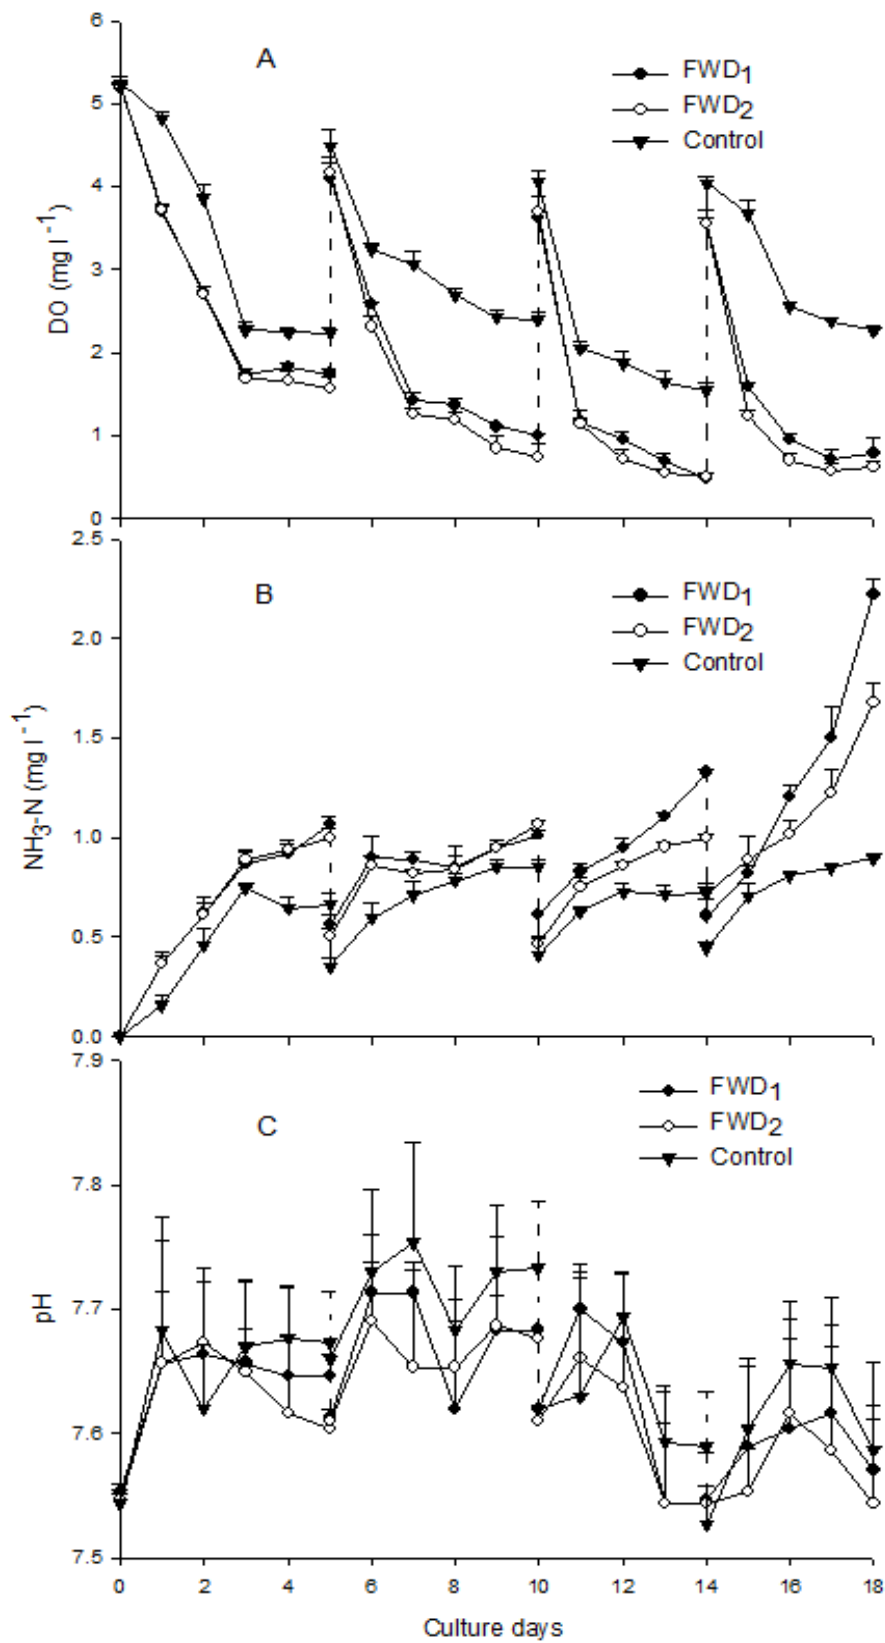 A
FWD1
FWD2
Control
6
5
4
3
2
1
0
DO (mg l-1)
B
FWD1
FWD2
Control
2.5
2.0
1.5
1.0
0.5
0.0
NH3-N (mg l-1)
C
FWD1
FWD2
Control
7.9
7.8
7.7
7.6
7.5
pH
0 2 4 6 8 10 12 14 16 18
Culture days